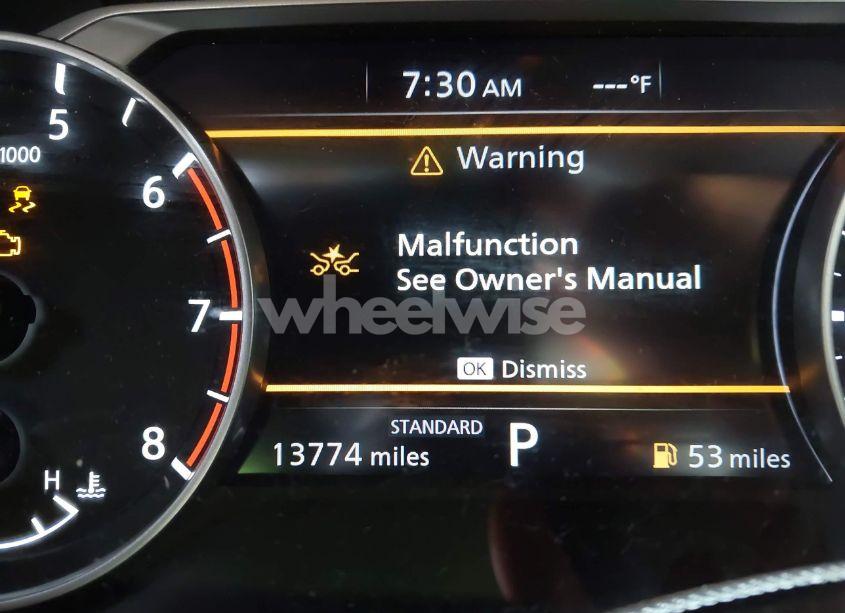 7:30 AM
---°F
5
1000
6
7
8
H
Warning
Malfunction
See Owner's Manual
wheelwise
OK Dismiss
STANDARD
13774 miles
P
53 miles